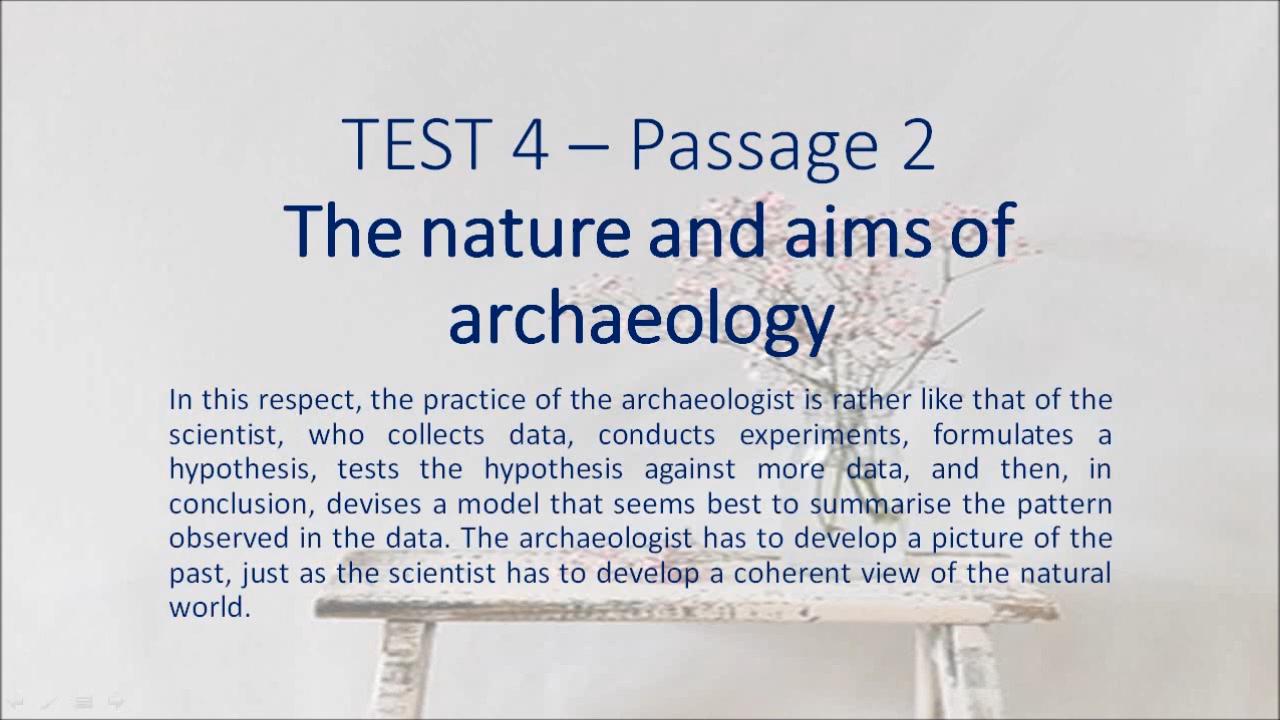 TEST 4 – Passage 2
The nature and aims of
archaeology
In this respect, the practice of the archaeologist is rather like that of the
scientist, who collects data, conducts experiments, formulates a
hypothesis, tests the hypothesis against more data, and then, in
conclusion, devises a model that seems best to summarise the pattern
observed in the data. The archaeologist has to develop a picture of the
past, just as the scientist has to develop a coherent view of the natural
world.